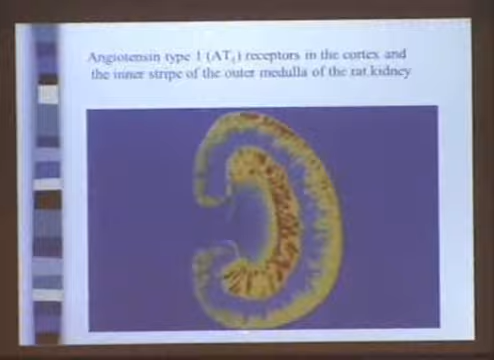 Angiotensin type 1 (AT₁) receptors in the cortex and
the inner stripe of the outer medulla of the rat kidney